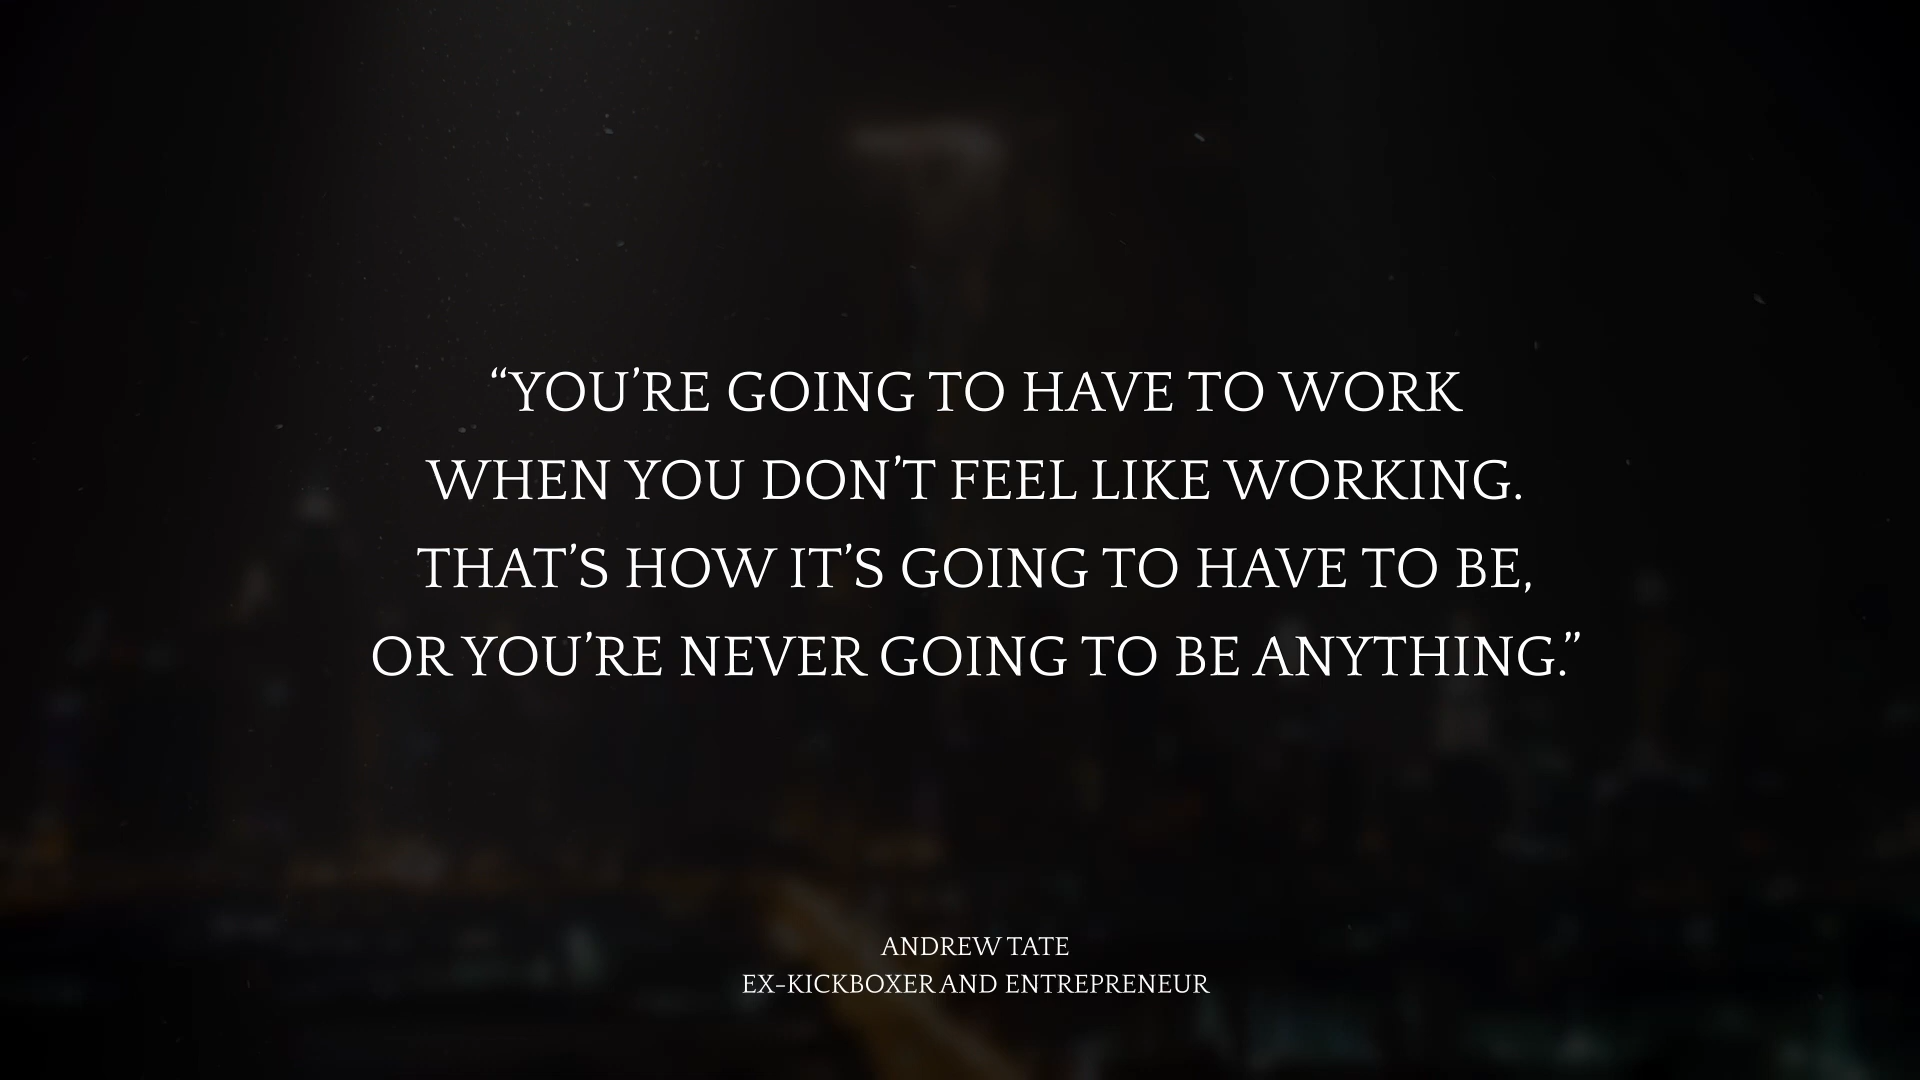 “YOU’RE GOING TO HAVE TO WORK
WHEN YOU DON’T FEEL LIKE WORKING.
THAT’S HOW IT’S GOING TO HAVE TO BE,
OR YOU’RE NEVER GOING TO BE ANYTHING.”
ANDREW TATE
EX-KICKBOXER AND ENTREPRENEUR